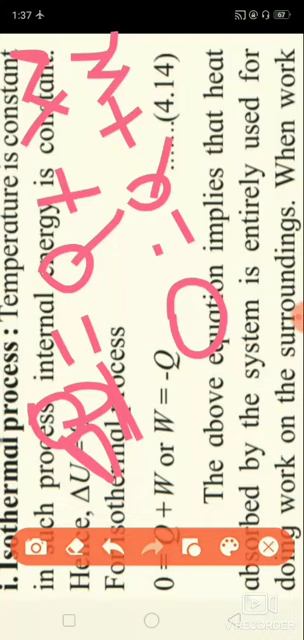 1:37
67
i. Isothermal process : Temperature is constant
in such process internal energy is
Hence, ΔU =
For isothermal process
0 = Q + W or W = -Q .......(4.14)
The above equation implies that heat
absorbed by the system is entirely used for
doing work on the surroundings. When work
= Q + W
0 = Q + W
RECORDER